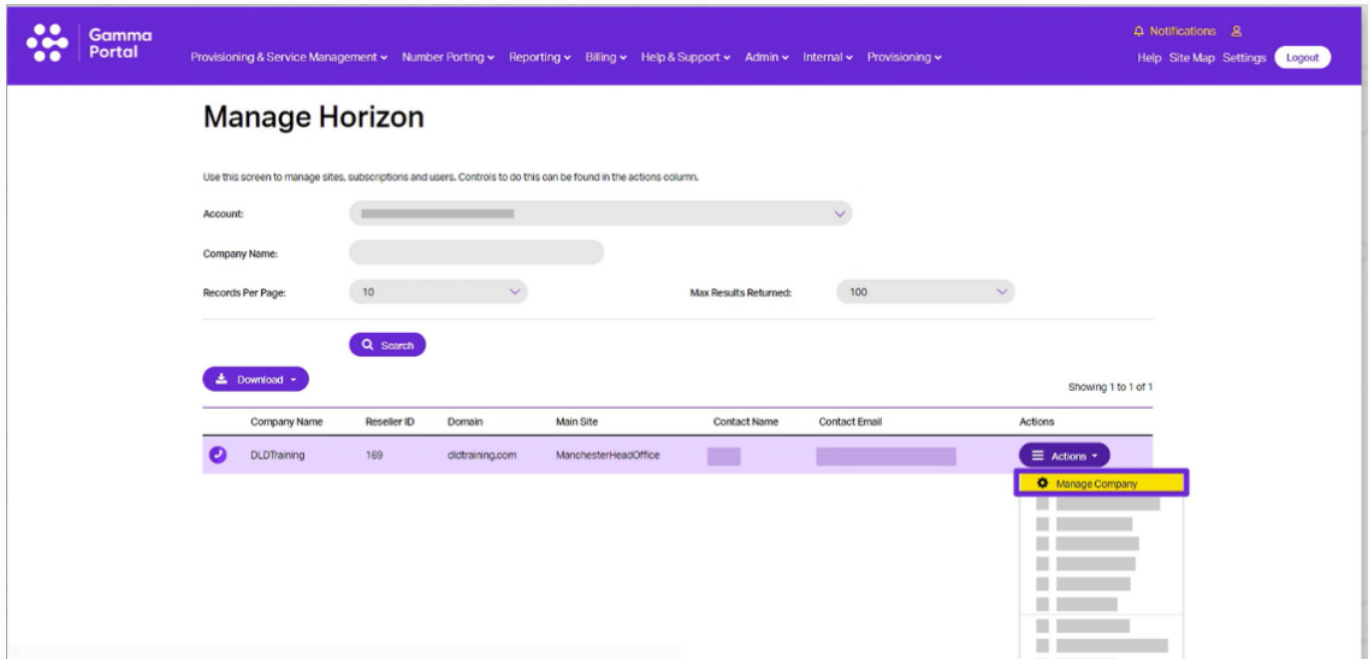 Gamma
Portal
Notifications
Provisioning & Service Management Number Porting Reporting Billing Help & Support Admin Internal Provisioning
Help Site Map Settings Logout
Manage Horizon
Use this screen to manage sites, subscriptions and users. Controls to do this can be found in the actions column.
Account:
Company Name:
Records Per Page: 10 Max Results Returned: 100
Search
Download
Showing 1 to 1 of 1
Company Name Reseller ID Domain Main Site Contact Name Contact Email Actions
DLDTraining 169 dldtraining.com ManchesterHeadOffice Actions
Manage Company